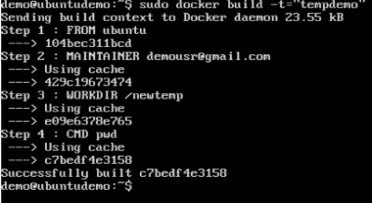 demo@ubuntudemo:~$ sudo docker build -t="tempdemo"
Sending build context to Docker daemon 23.55 kB
Step 1 : FROM ubuntu
 ---> 104bec311bcd
Step 2 : MAINTAINER demousr@gmail.com
 ---> Using cache
 ---> 429c19673474
Step 3 : WORKDIR /newtemp
 ---> Using cache
 ---> e09e6378e765
Step 4 : CMD pwd
 ---> Using cache
 ---> c7bedf4e3158
Successfully built c7bedf4e3158
demo@ubuntudemo:~$